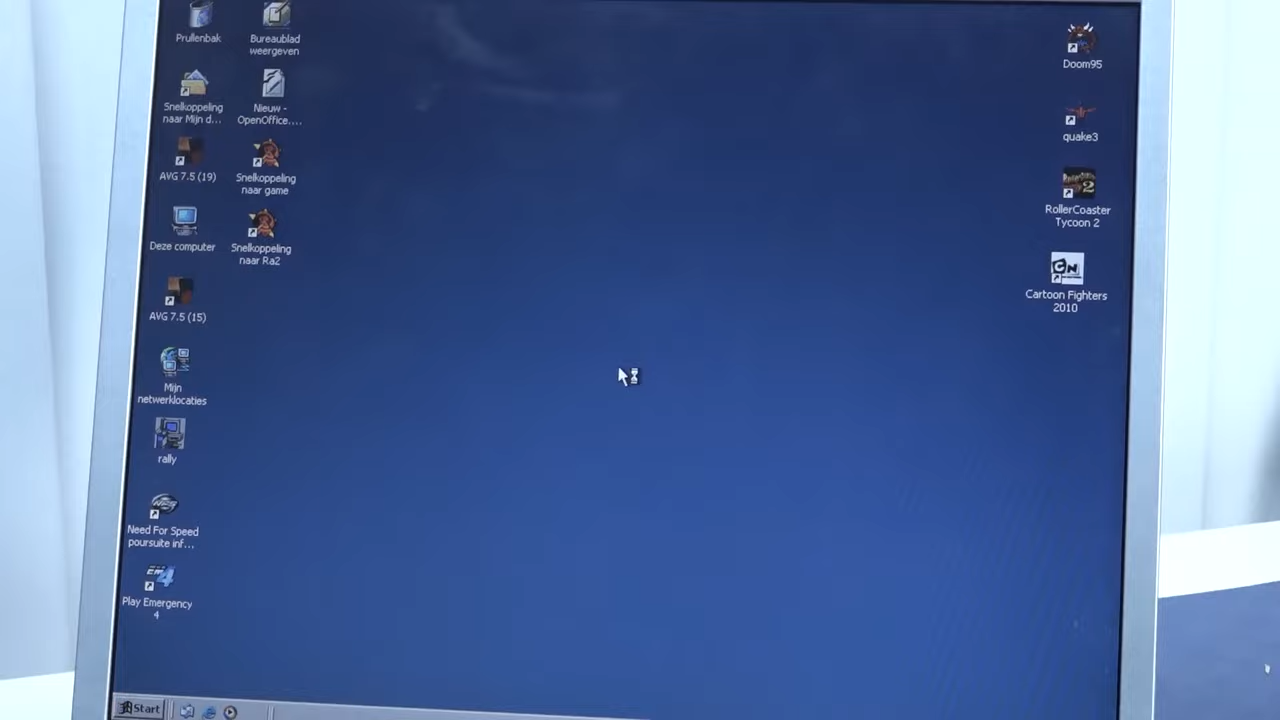 Prullenbak
Bureaublad
weergeven
Snelkoppeling
naar Mijn d...
Nieuw -
OpenOffice....
AVG 7.5 (19)
Snelkoppeling
naar game
Deze computer
Snelkoppeling
naar Ra2
AVG 7.5 (15)
Mijn
netwerklocaties
rally
Need For Speed
poursuite inf...
Play Emergency
4
Doom95
quake3
RollerCoaster
Tycoon 2
CN
Cartoon Fighters
2010
Start